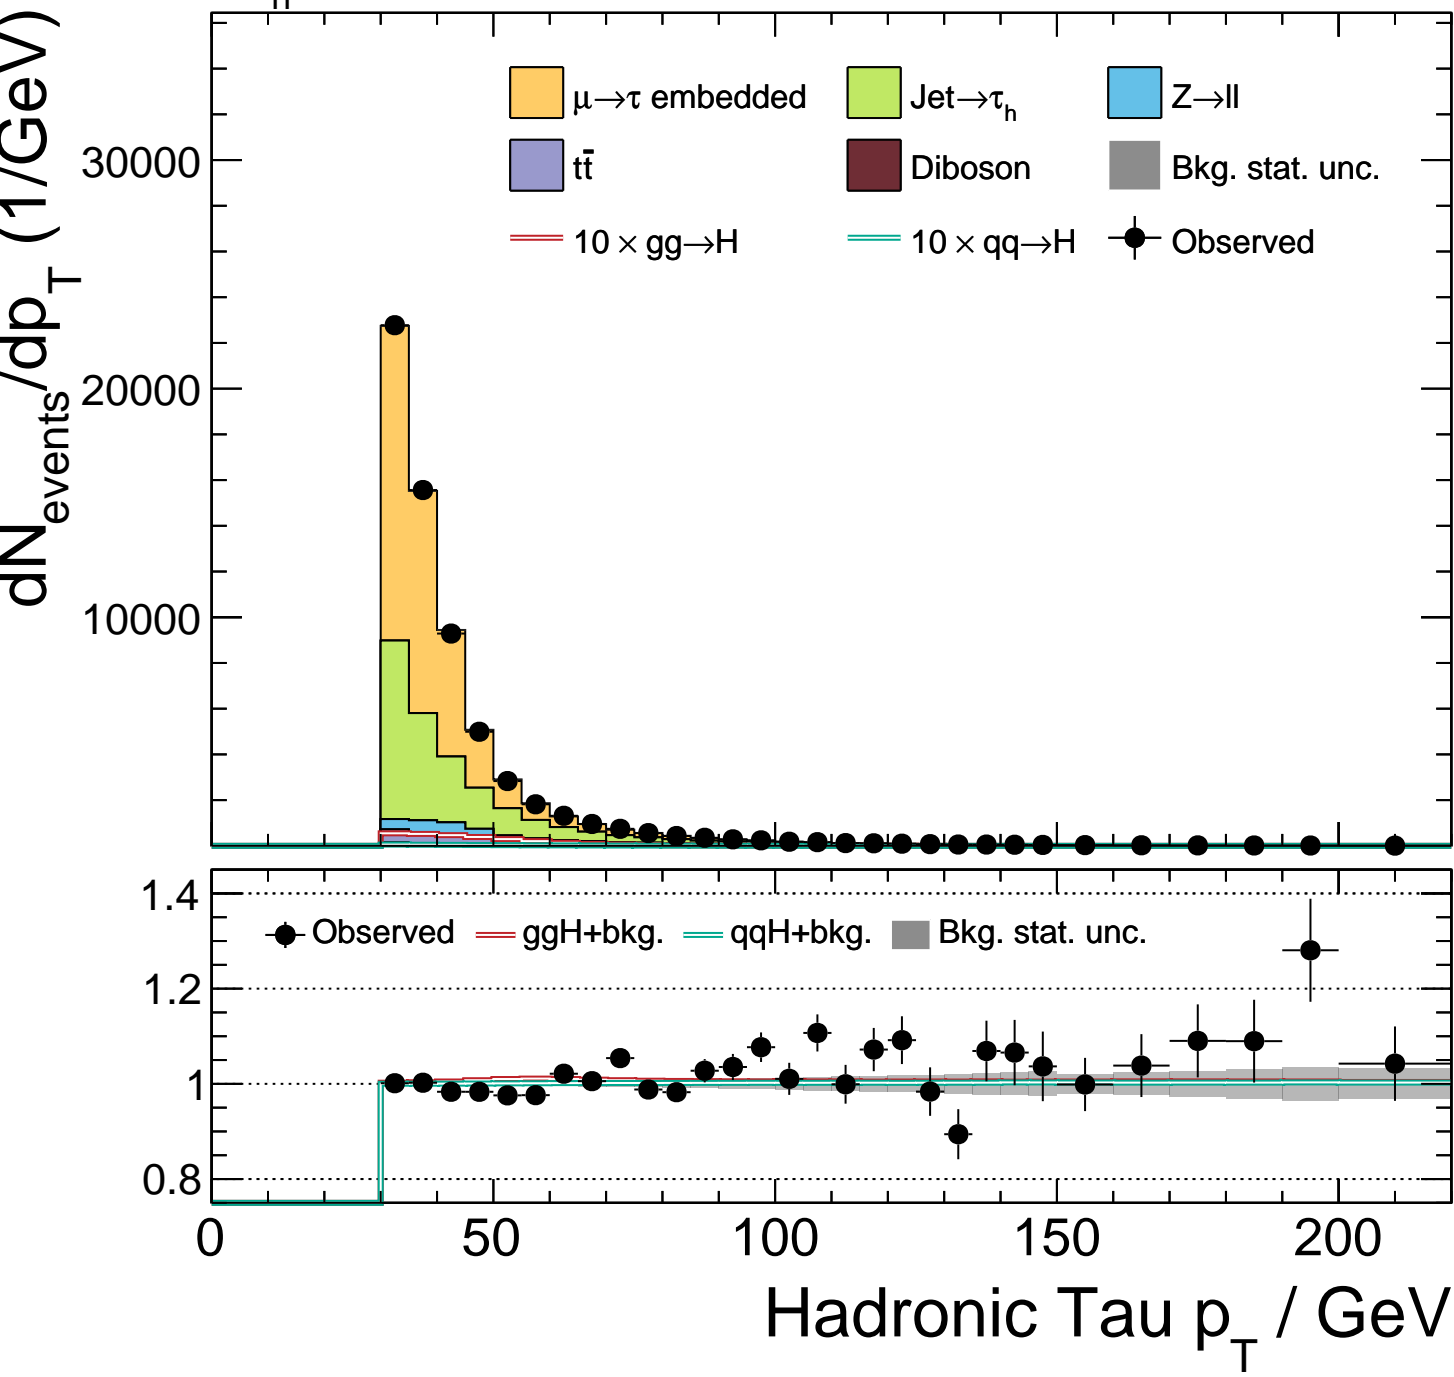 dN_events/dp_T (1/GeV)
μ→τ embedded Jet→τ_h Z→ll
tt̄ Diboson Bkg. stat. unc.
10 × gg→H 10 × qq→H Observed
30000
20000
10000
1.4
Observed ggH+bkg. qqH+bkg. Bkg. stat. unc.
1.2
1
0.8
0 50 100 150 200
Hadronic Tau p_T / GeV